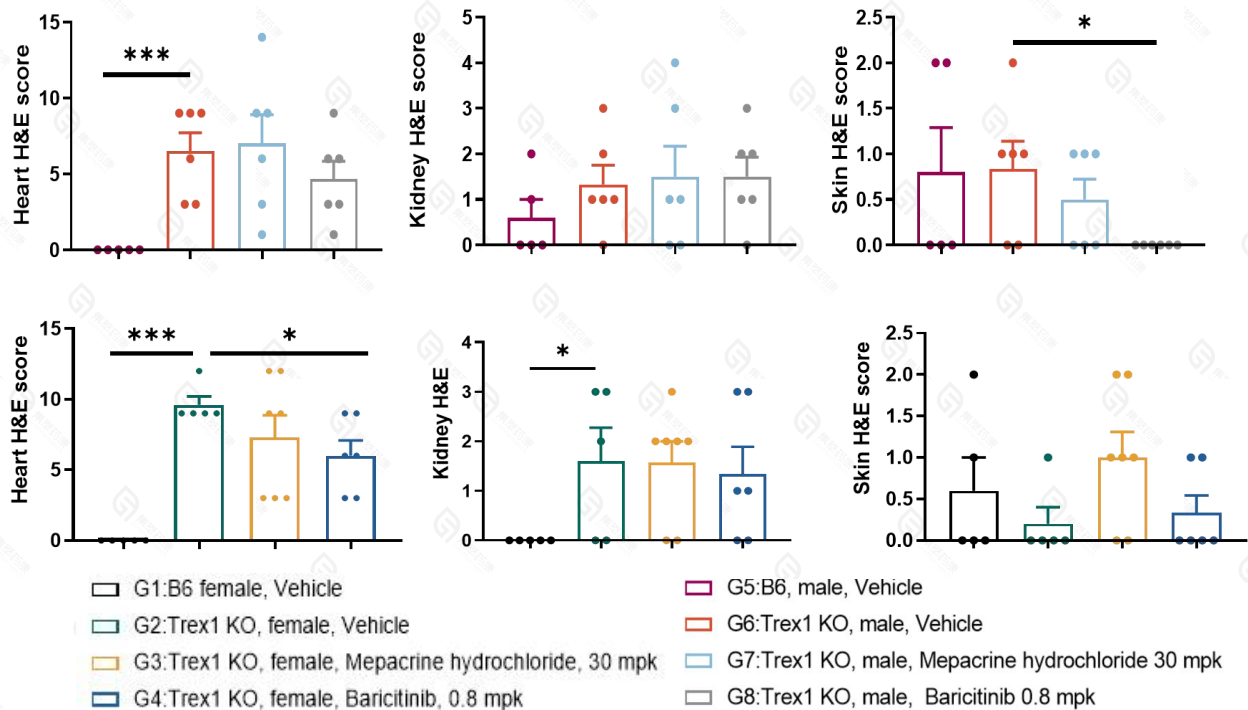 Heart H&E score
15
10
5
0
***
Kidney H&E score
5
4
3
2
1
0
Skin H&E score
2.5
2.0
1.5
1.0
0.5
0.0
*
Heart H&E score
15
10
5
0
***
*
Kidney H&E
4
3
2
1
0
*
Skin H&E score
2.5
2.0
1.5
1.0
0.5
0.0
G1:B6 female, Vehicle
G2:Trex1 KO, female, Vehicle
G3:Trex1 KO, female, Mepacrine hydrochloride, 30 mpk
G4:Trex1 KO, female, Baricitinib, 0.8 mpk
G5:B6, male, Vehicle
G6:Trex1 KO, male, Vehicle
G7:Trex1 KO, male, Mepacrine hydrochloride 30 mpk
G8:Trex1 KO, male, Baricitinib 0.8 mpk